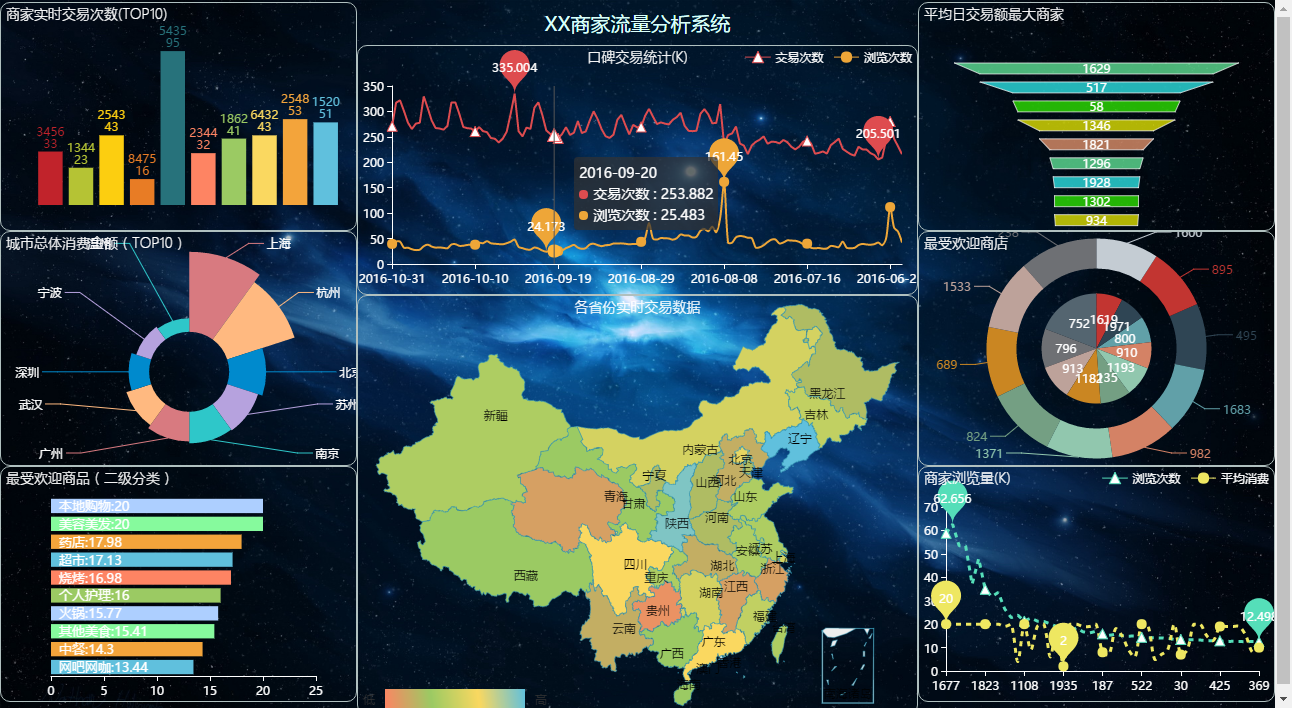 商家实时交易次数(TOP10)
3456
33
1344
23
2543
43
8475
16
5435
95
2344
32
1862
41
6432
43
2548
53
1520
51
城市总体消费金额（TOP10）
上海
杭州
苏州
南京
广州
武汉
深圳
宁波
最受欢迎商品（二级分类）
本地购物:20
美容美发:20
药店:17.98
超市:17.13
烧烤:16.98
个人护理:16
火锅:15.77
其他美食:15.41
中餐:14.3
网吧网咖:13.44
0 5 10 15 20 25
XX商家流量分析系统
口碑交易统计(K)
交易次数 浏览次数
350
300
250
200
150
100
50
0
335.004
205.501
161.45
24.173
2016-09-20
交易次数 : 253.882
浏览次数 : 25.483
2016-10-31 2016-10-10 2016-09-19 2016-08-29 2016-08-08 2016-07-16 2016-06-2
各省份实时交易数据
黑龙江
吉林
辽宁
新疆
内蒙古
北京
天津
宁夏
山西
河北
山东
青海
甘肃
陕西
河南
江苏
安徽
西藏
四川
重庆
湖北
浙江
湖南
江西
贵州
福建
云南
广东
广西
低 高
平均日交易额最大商家
1629
517
58
1346
1821
1296
1928
1302
934
最受欢迎商店
1600
895
495
1683
982
1371
824
689
1533
238
1619
1971
800
910
1193
1182
913
796
752
商家浏览量(K)
浏览次数 平均消费
70
60
50
40
30
20
10
0
62.656
20
2
12.498
1677 1823 1108 1935 187 522 30 425 369